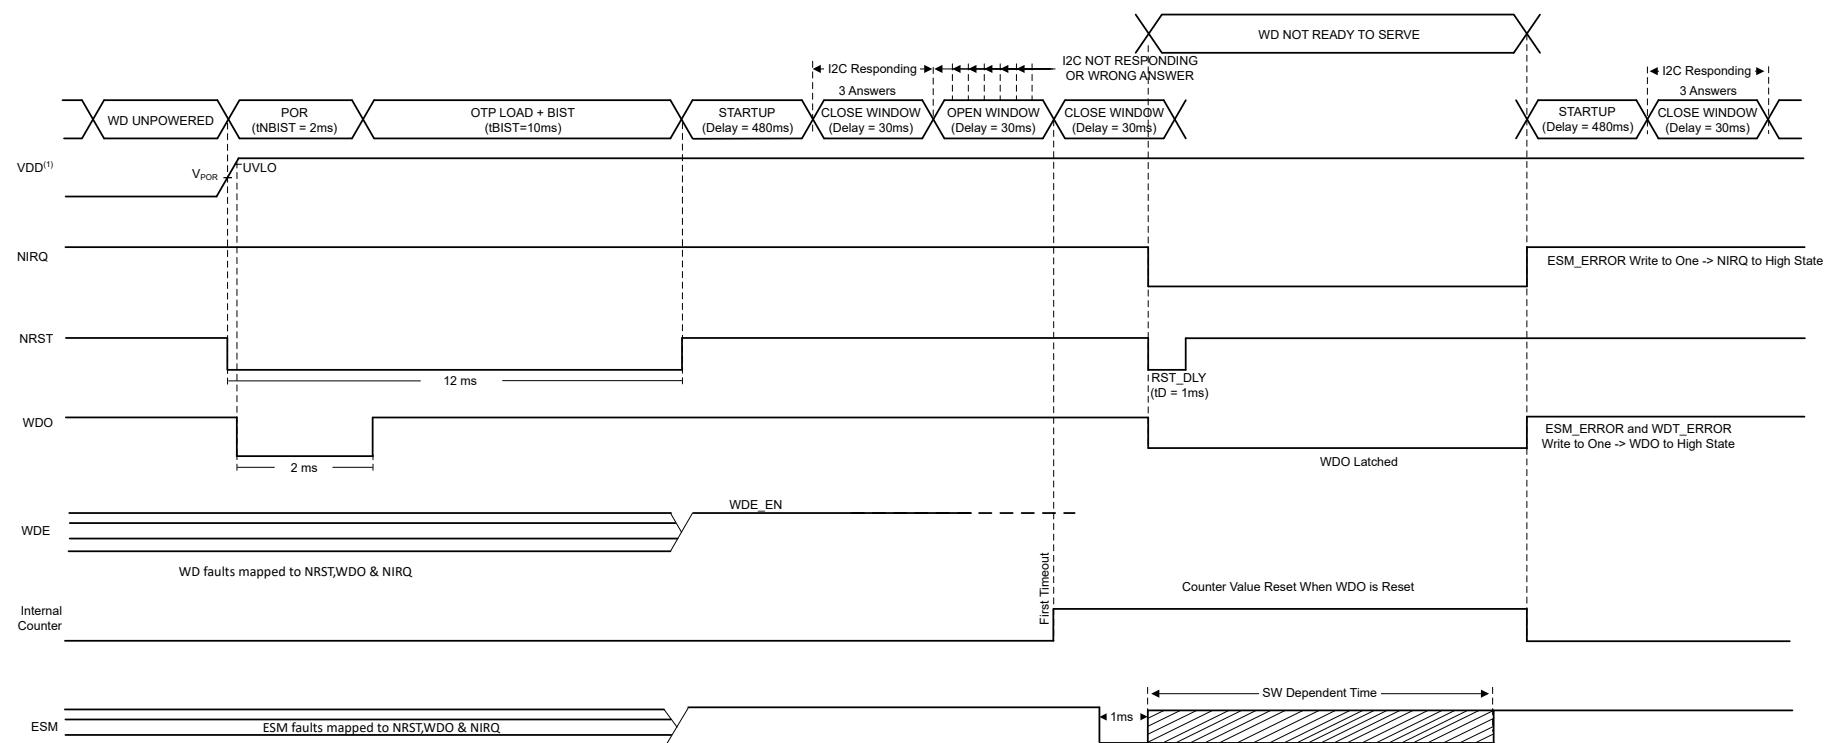 WD NOT READY TO SERVE
I2C Responding
I2C NOT RESPONDING
OR WRONG ANSWER
I2C Responding
3 Answers
3 Answers
WD UNPOWERED
POR
(tNBIST = 2ms)
OTP LOAD + BIST
(tBIST=10ms)
STARTUP
(Delay = 480ms)
CLOSE WINDOW
(Delay = 30ms)
OPEN WINDOW
(Delay = 30ms)
CLOSE WINDOW
(Delay = 30ms)
STARTUP
(Delay = 480ms)
CLOSE WINDOW
(Delay = 30ms)
VDD(1)
VPOR
UVLO
NIRQ
ESM_ERROR Write to One -> NIRQ to High State
NRST
12 ms
RST_DLY
(tD = 1ms)
WDO
2 ms
WDO Latched
ESM_ERROR and WDT_ERROR
Write to One -> WDO to High State
WDE
WDE_EN
WD faults mapped to NRST,WDO & NIRQ
First Timeout
Counter Value Reset When WDO is Reset
Internal
Counter
SW Dependent Time
1ms
ESM
ESM faults mapped to NRST,WDO & NIRQ